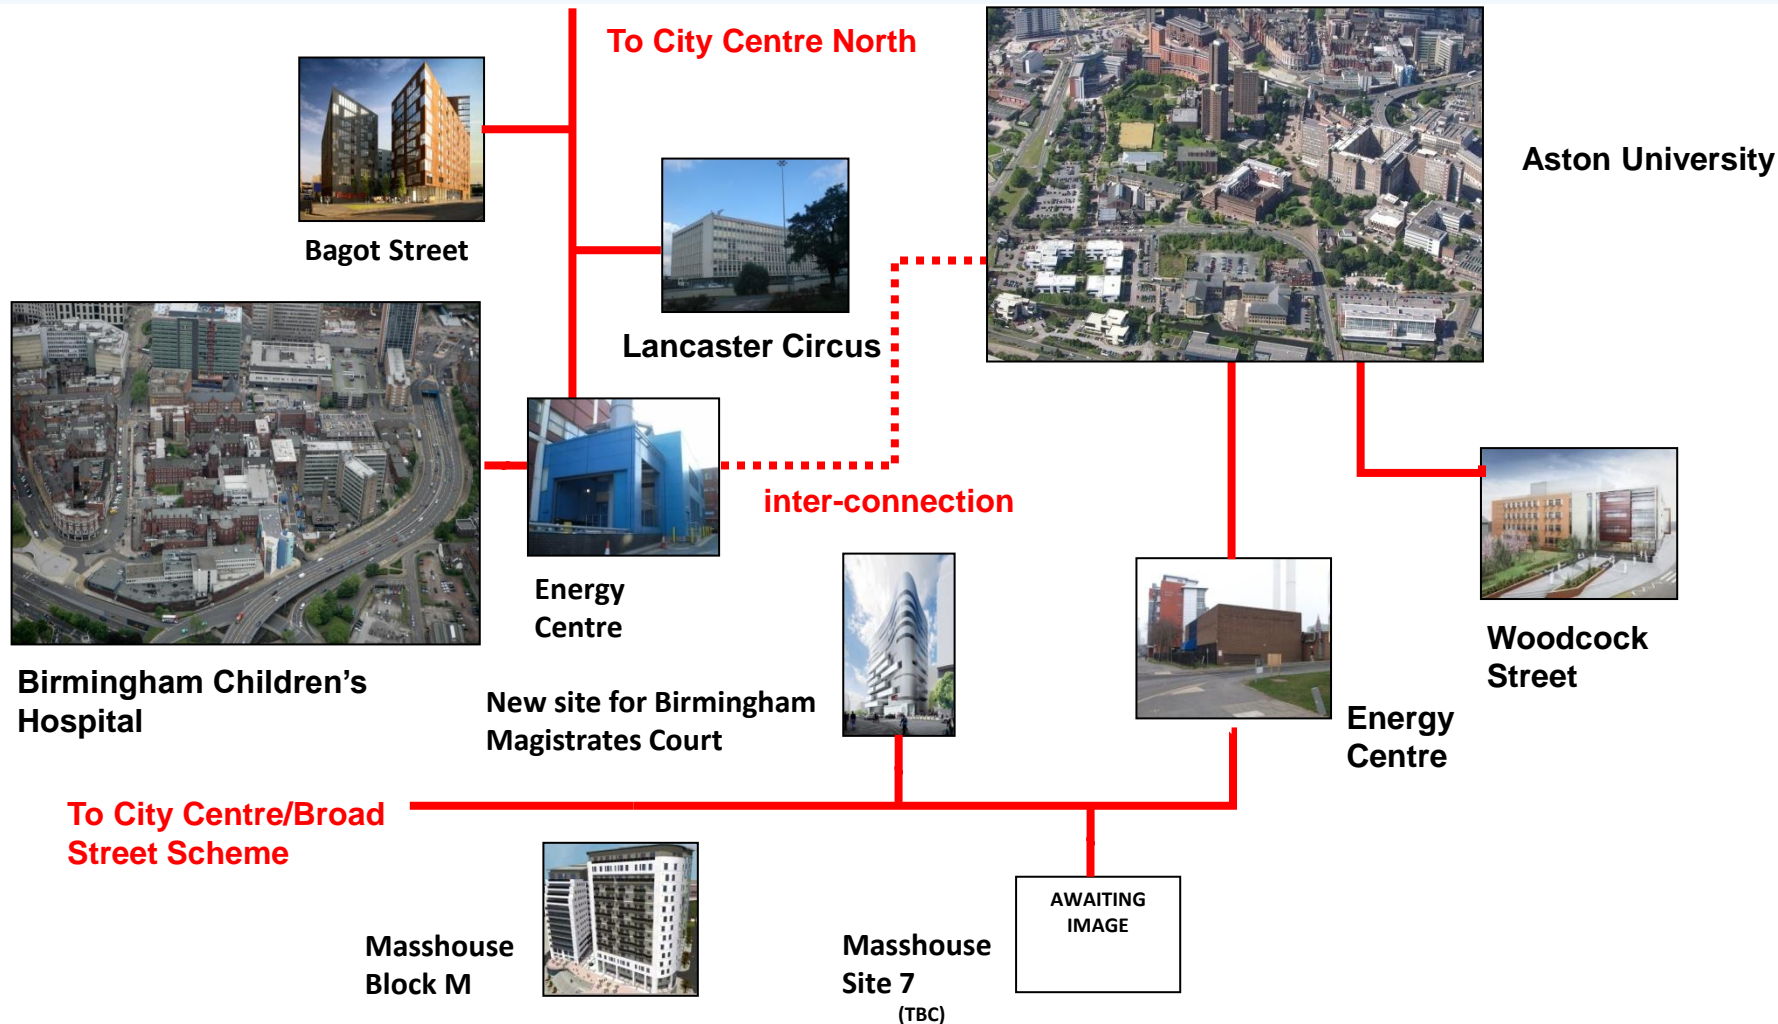 To City Centre North
Aston University
Bagot Street
Lancaster Circus
inter-connection
Energy
Centre
Birmingham Children’s
Hospital
New site for Birmingham
Magistrates Court
Woodcock
Street
Energy
Centre
To City Centre/Broad
Street Scheme
Masshouse
Block M
Masshouse
Site 7
(TBC)
AWAITING
IMAGE